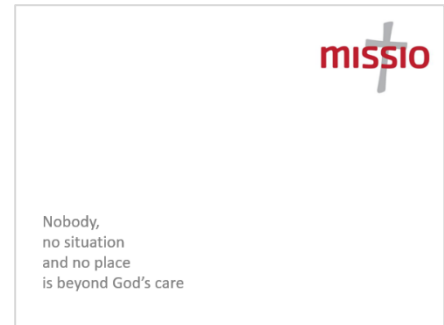 missio
Nobody,
no situation
and no place
is beyond God's care